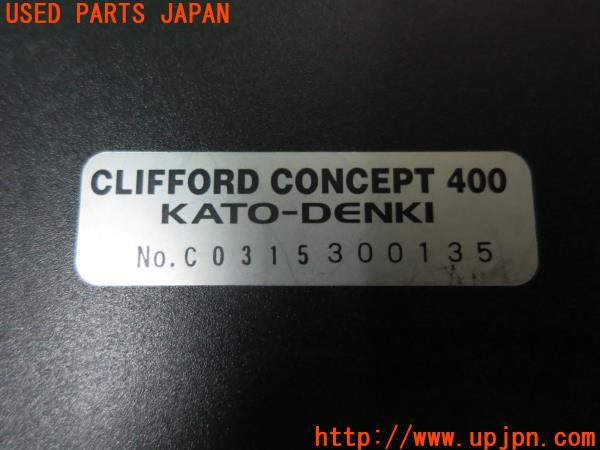 USED PARTS JAPAN
CLIFFORD CONCEPT 400
KATO-DENKI
No.C0315300135
http://www.upjpn.com